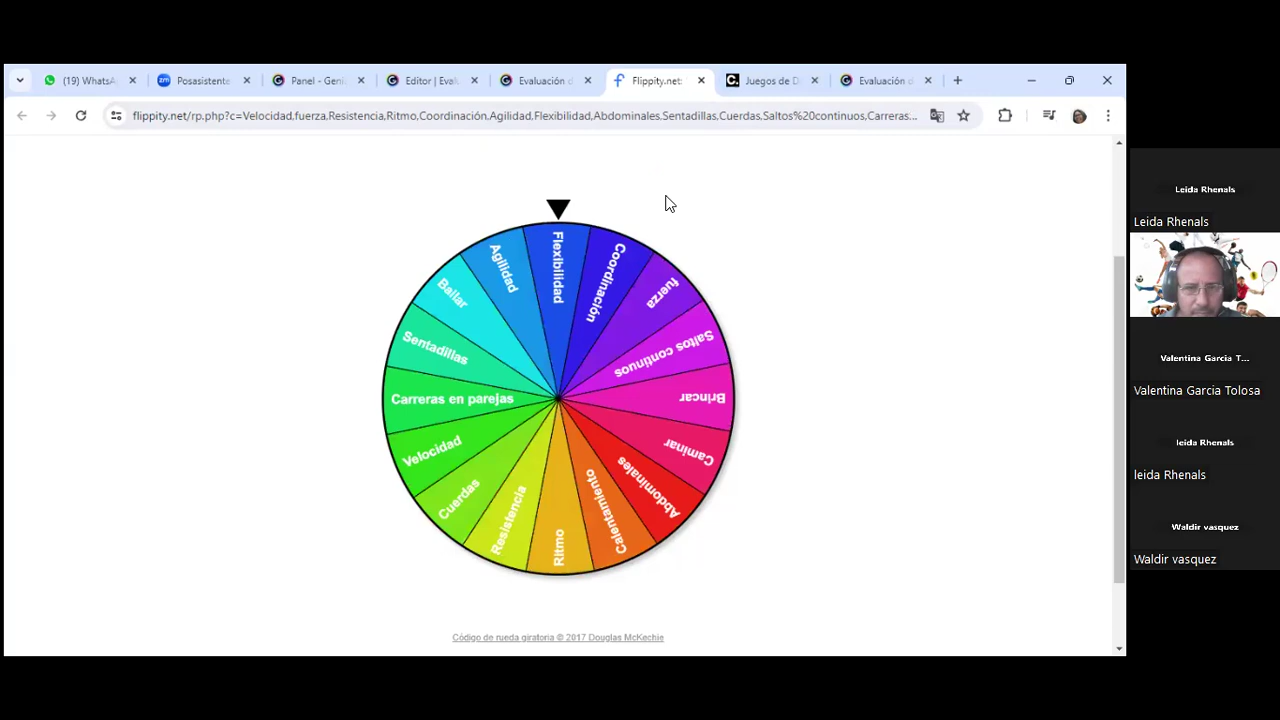 (19) WhatsA
Posasistente
Panel - Geni
Editor | Eval
Evaluación d
Flippity.net:
Juegos de Di
Evaluación d
flippity.net/rp.php?c=Velocidad,fuerza,Resistencia,Ritmo,Coordinación,Agilidad,Flexibilidad,Abdominales,Sentadillas,Cuerdas,Saltos%20continuos,Carreras...
Flexibilidad
Coordinación
fuerza
Saltos continuos
Brincar
Caminar
Abdominales
Calentamiento
Ritmo
Resistencia
Cuerdas
Velocidad
Carreras en parejas
Sentadillas
Bailar
Agilidad
Código de rueda giratoria © 2017 Douglas McKechie
Leida Rhenals
Leida Rhenals
Valentina Garcia T...
Valentina Garcia Tolosa
leida Rhenals
leida Rhenals
Waldir vasquez
Waldir vasquez